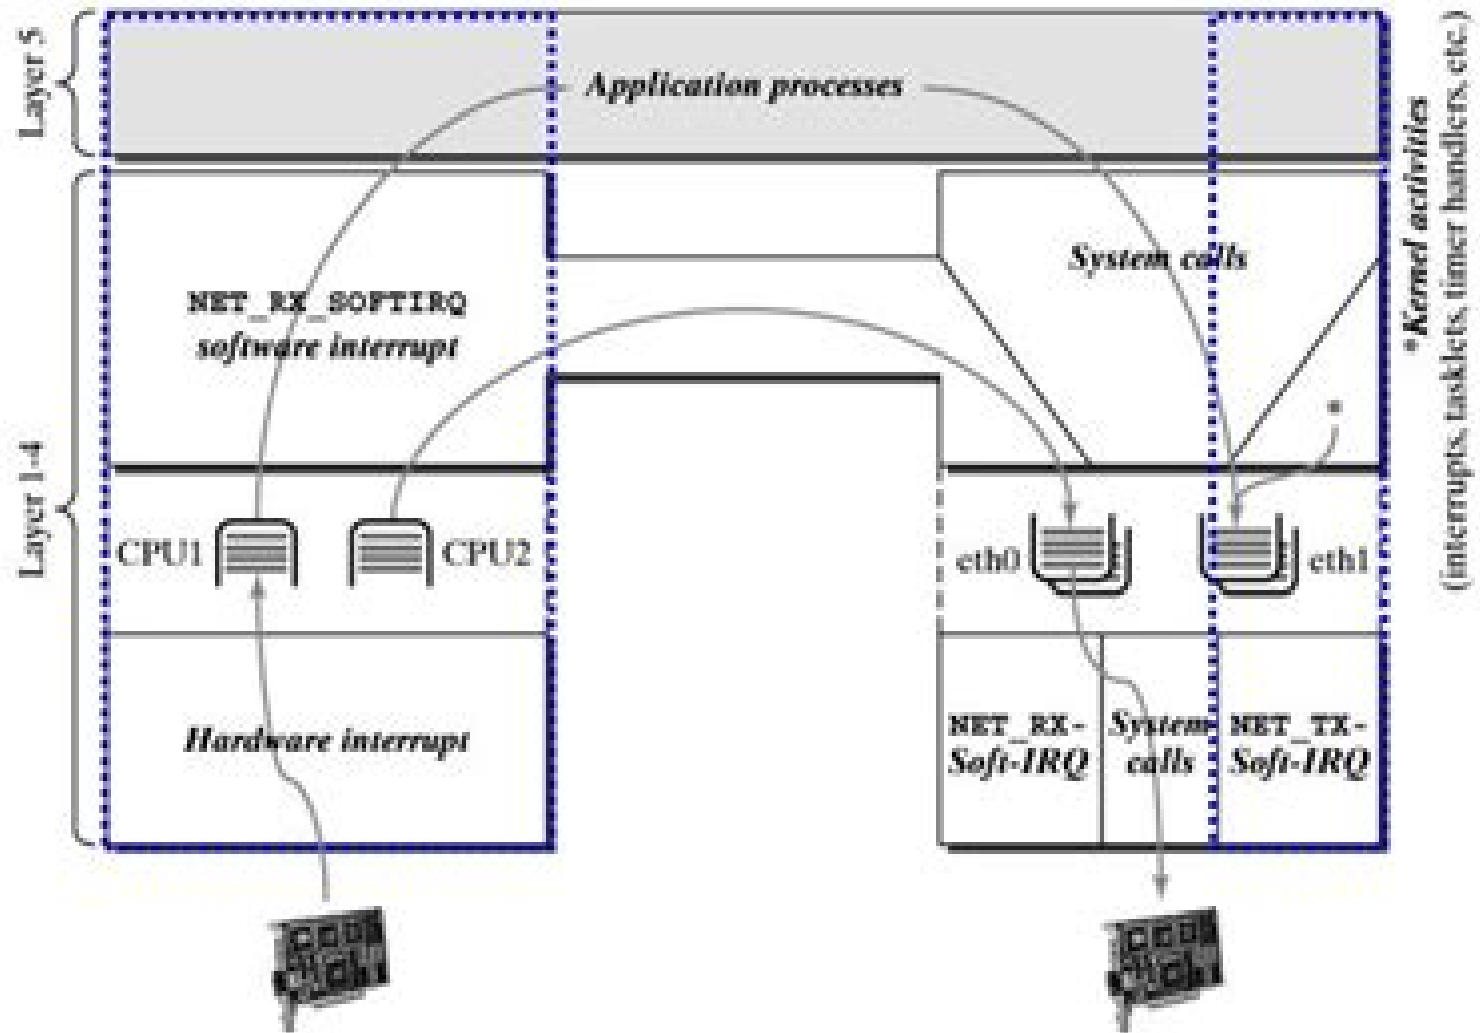 Layer 5
Application processes
*Kernel activities
(interrupts, tasklets, timer handlers, etc.)
Layer 1-4
NET_RX_SOFTIRQ
software interrupt
System calls
*
CPU1
CPU2
eth0
eth1
Hardware interrupt
NET_RX-
Soft-IRQ
System
calls
NET_TX-
Soft-IRQ